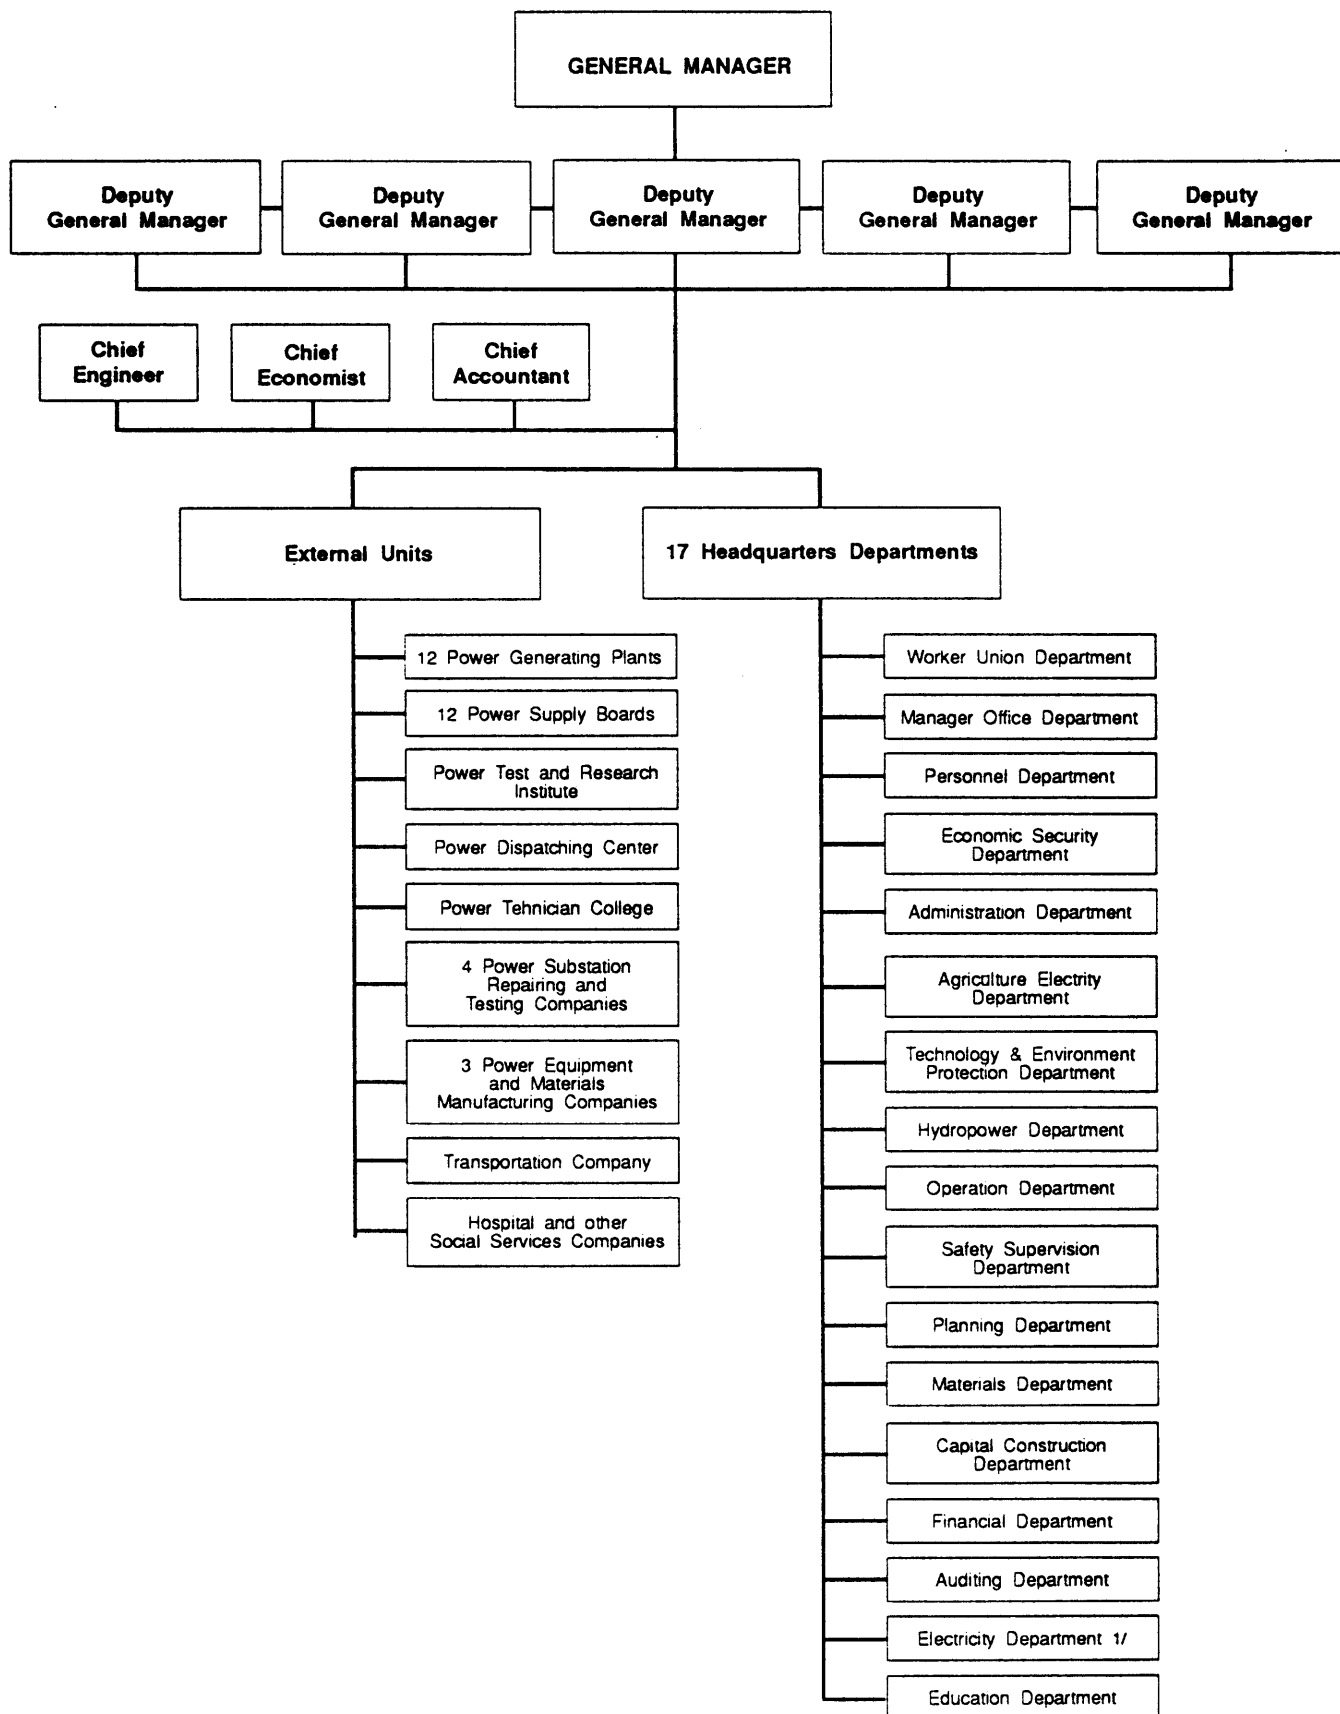 GENERAL MANAGER
Deputy
General Manager
Deputy
General Manager
Deputy
General Manager
Deputy
General Manager
Deputy
General Manager
Chief
Engineer
Chief
Economist
Chief
Accountant
External Units
17 Headquarters Departments
12 Power Generating Plants
12 Power Supply Boards
Power Test and Research
Institute
Power Dispatching Center
Power Tehnician College
4 Power Substation
Repairing and
Testing Companies
3 Power Equipment
and Materials
Manufacturing Companies
Transportation Company
Hospital and other
Social Services Companies
Worker Union Department
Manager Office Department
Personnel Department
Economic Security
Department
Administration Department
Agriculture Electrity
Department
Technology & Environment
Protection Department
Hydropower Department
Operation Department
Safety Supervision
Department
Planning Department
Materials Department
Capital Construction
Department
Financial Department
Auditing Department
Electricity Department 1/
Education Department